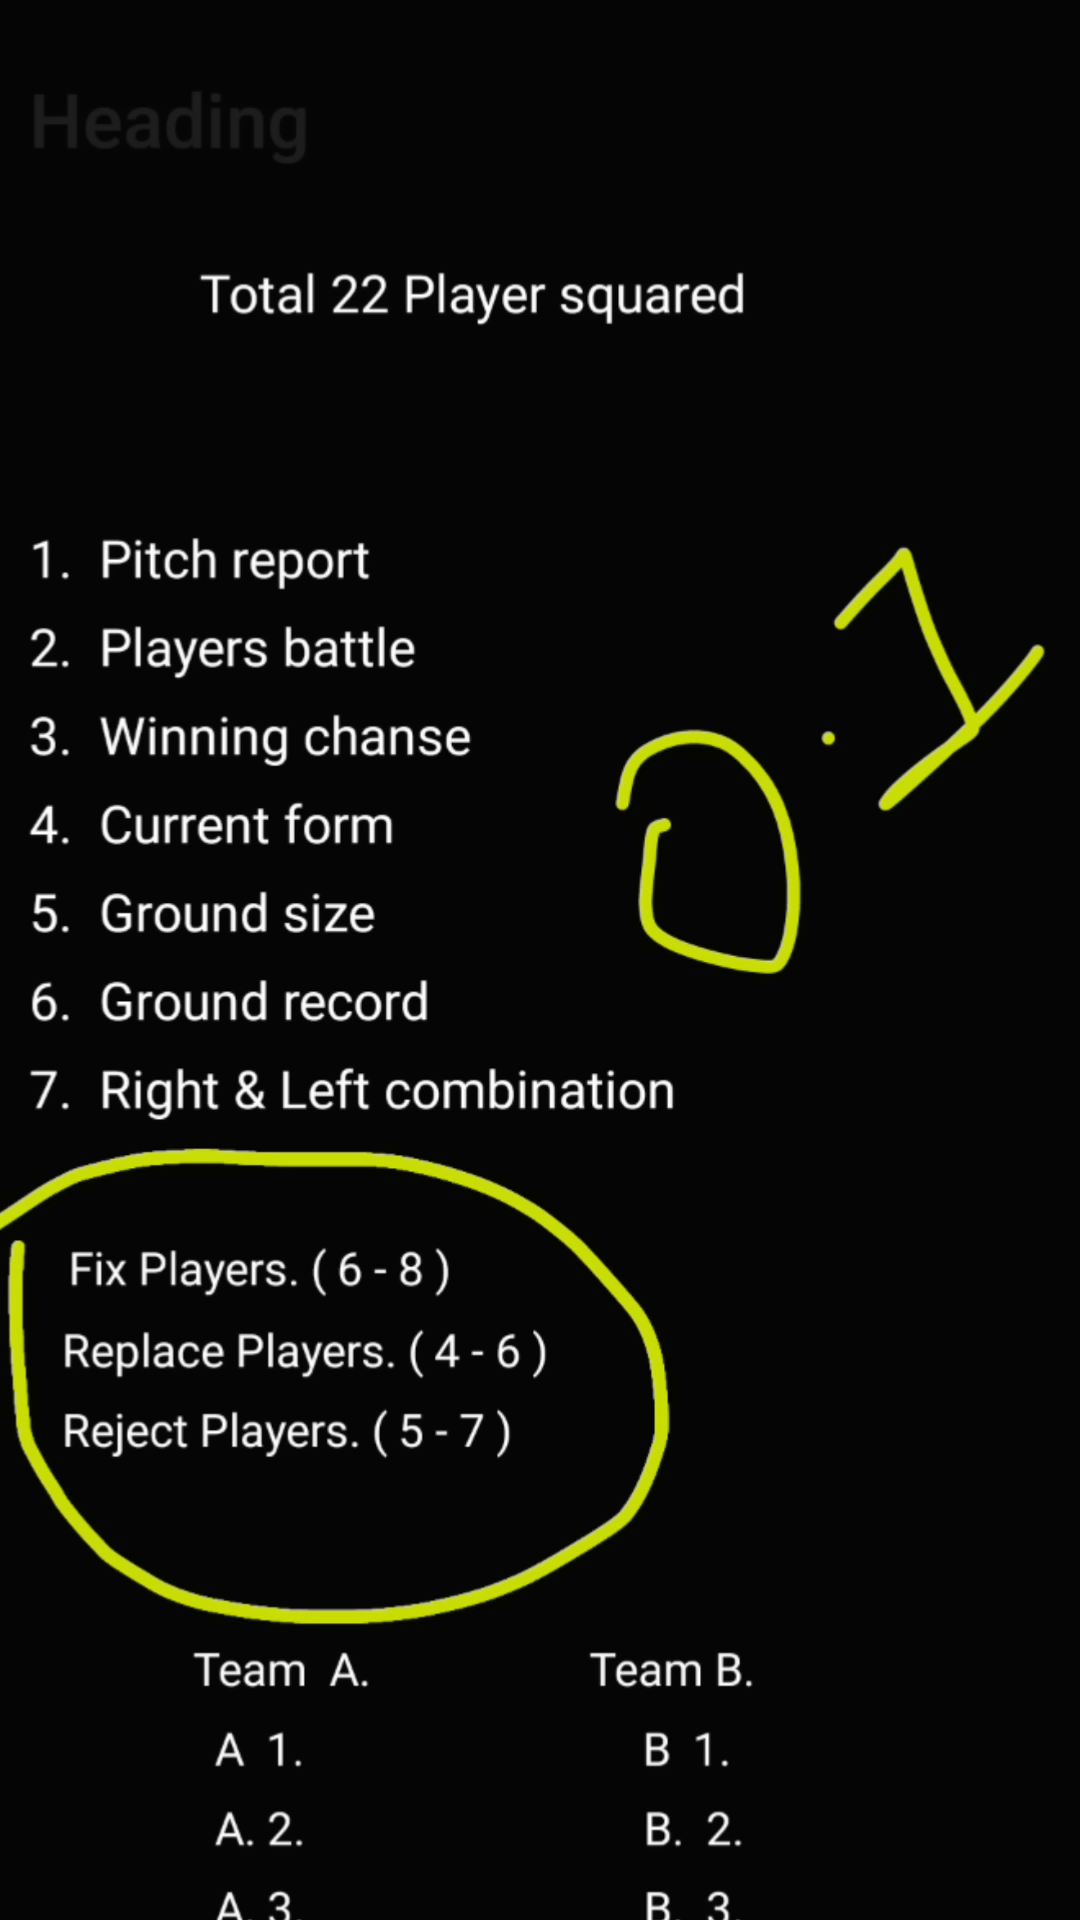 Heading
Total 22 Player squared
1. Pitch report
2. Players battle
3. Winning chanse
4. Current form
5. Ground size
6. Ground record
7. Right & Left combination
Fix Players. ( 6 - 8 )
Replace Players. ( 4 - 6 )
Reject Players. ( 5 - 7 )
Team A. Team B.
A 1. B 1.
A. 2. B. 2.
A. 3. B. 3.